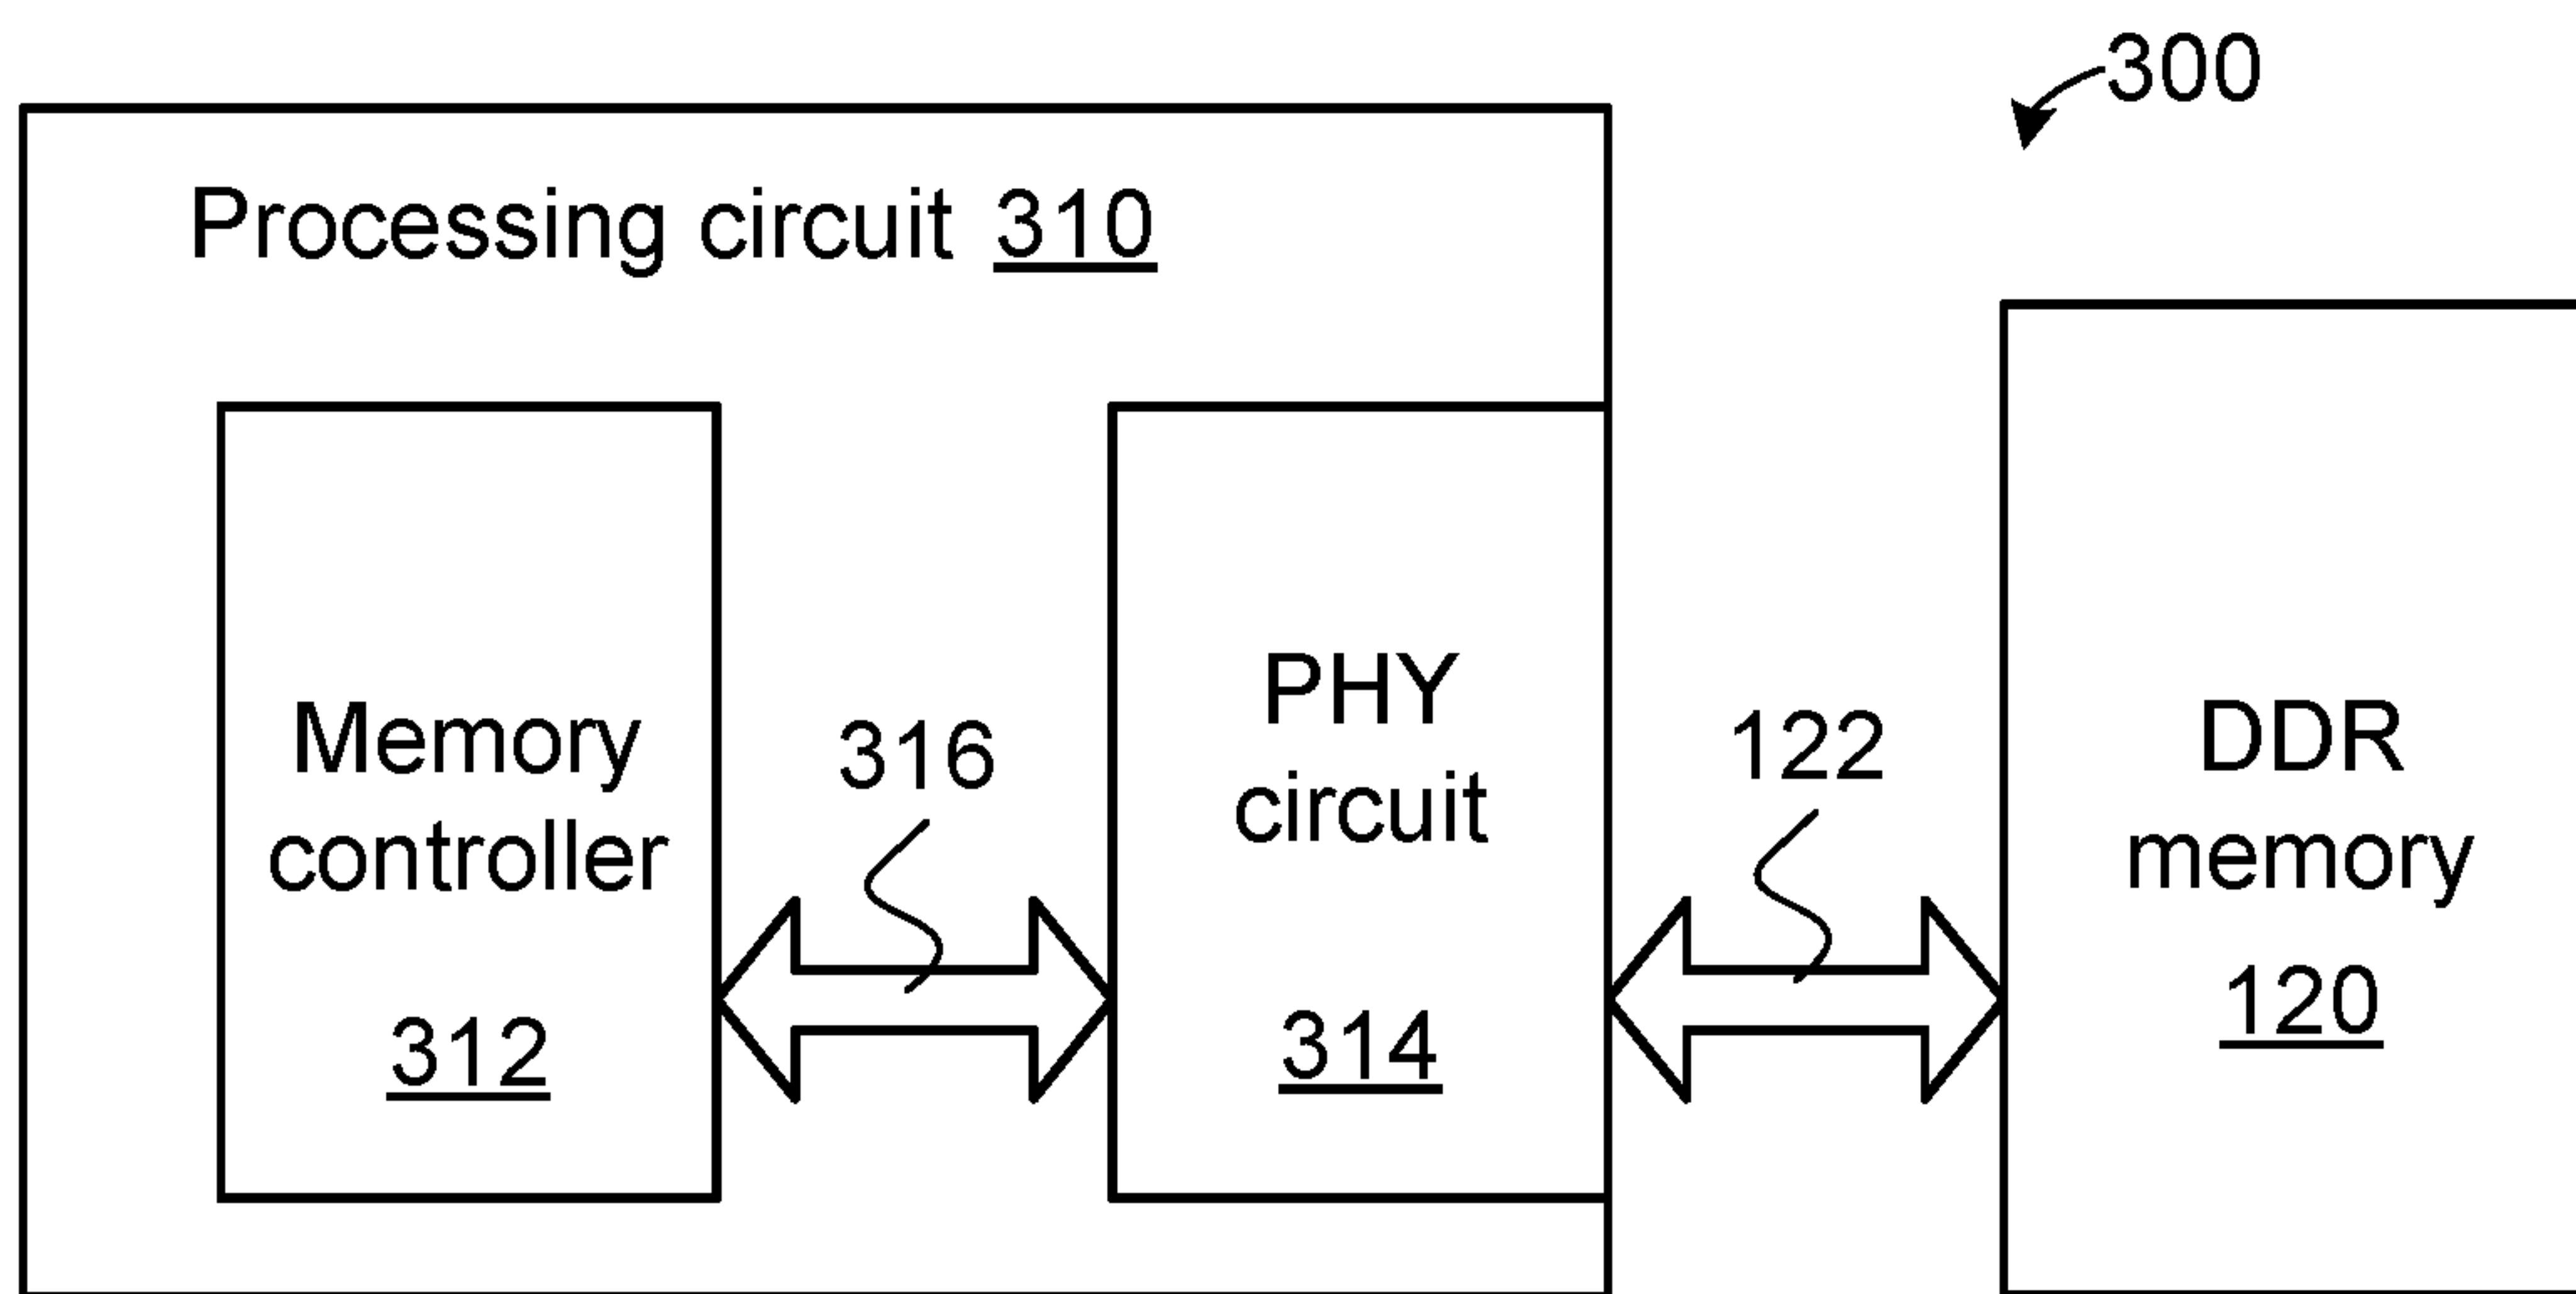 300
Processing circuit 310
Memory
controller
312
316
PHY
circuit
314
122
DDR
memory
120